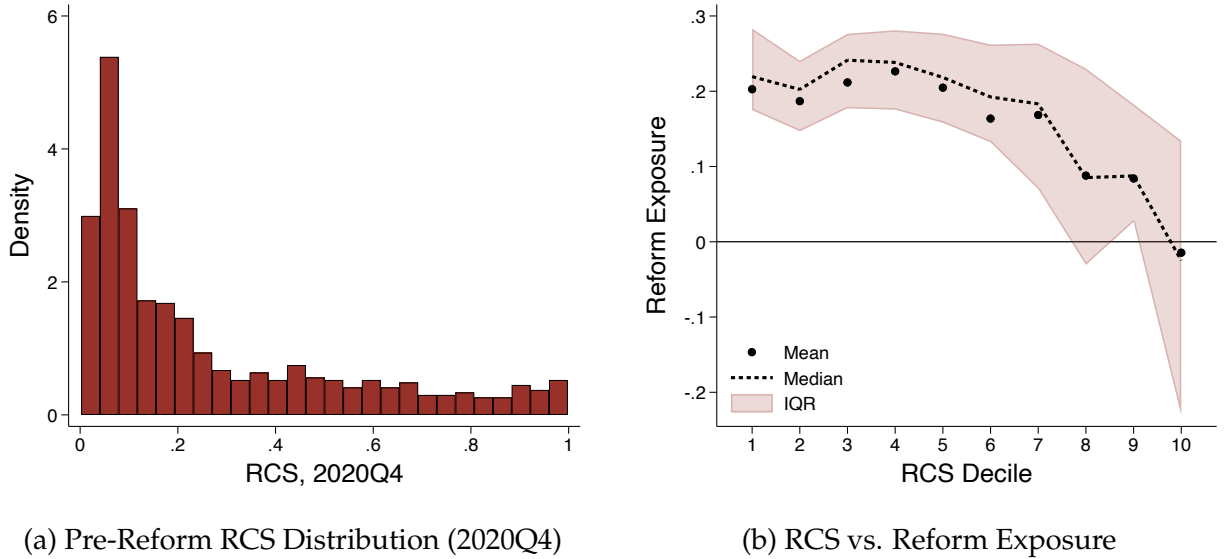 6
4
2
0
Density
0 .2 .4 .6 .8 1
RCS, 2020Q4
(a) Pre-Reform RCS Distribution (2020Q4)
.3
.2
.1
0
-.1
-.2
Reform Exposure
Mean
Median
IQR
1 2 3 4 5 6 7 8 9 10
RCS Decile
(b) RCS vs. Reform Exposure